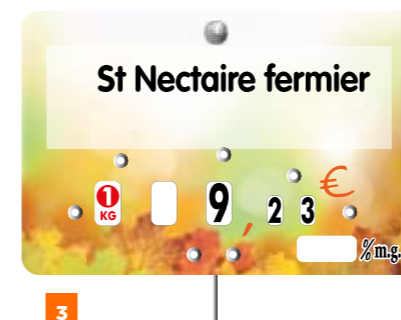 St Nectaire fermier
1 KG 9,23 €
% m.g.
3